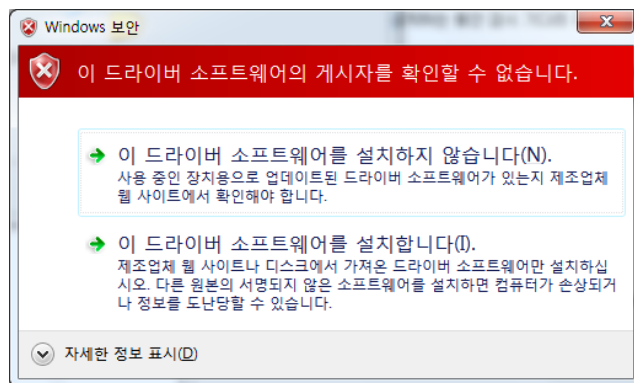 Windows 보안
이 드라이버 소프트웨어의 게시자를 확인할 수 없습니다.
이 드라이버 소프트웨어를 설치하지 않습니다(N).
사용 중인 장치용으로 업데이트된 드라이버 소프트웨어가 있는지 제조업체
웹 사이트에서 확인해야 합니다.
이 드라이버 소프트웨어를 설치합니다(I).
제조업체 웹 사이트나 디스크에서 가져온 드라이버 소프트웨어만 설치하십
시오. 다른 원본의 서명되지 않은 소프트웨어를 설치하면 컴퓨터가 손상되거
나 정보를 도난당할 수 있습니다.
자세한 정보 표시(D)